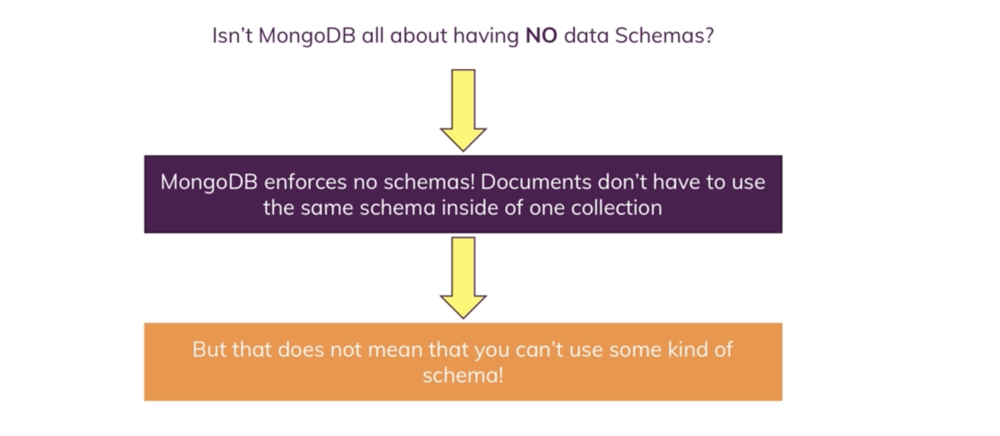 Isn’t MongoDB all about having NO data Schemas?
MongoDB enforces no schemas! Documents don’t have to use
the same schema inside of one collection
But that does not mean that you can’t use some kind of
schema!